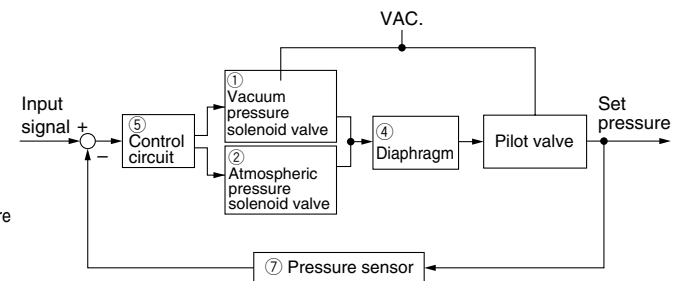 VAC.
Input
signal +
−
⑤
Control
circuit
①
Vacuum
pressure
solenoid valve
②
Atmospheric
pressure
solenoid valve
④
Diaphragm
Pilot valve
Set
pressure
re
⑦ Pressure sensor